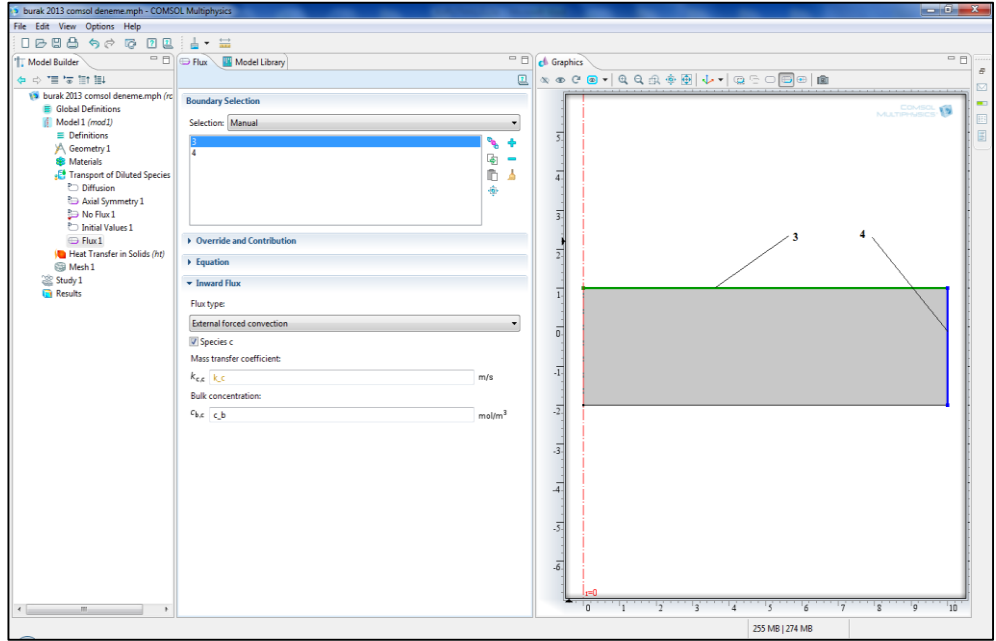 burak 2013 comsol deneme.mph - COMSOL Multiphysics
File Edit View Options Help
Model Builder
burak 2013 comsol deneme.mph (rc
Global Definitions
Model 1 (mod1)
Definitions
Geometry 1
Materials
Transport of Diluted Species
Diffusion
Axial Symmetry 1
No Flux 1
Initial Values 1
Flux 1
Heat Transfer in Solids (ht)
Mesh 1
Study 1
Results
Flux Model Library
Boundary Selection
Selection: Manual
3
4
Override and Contribution
Equation
Inward Flux
Flux type:
External forced convection
Species c
Mass transfer coefficient:
kc,c k_c m/s
Bulk concentration:
cb,c c_b mol/m³
Graphics
COMSOL
MULTIPHYSICS
5
4
3
2
1
0
-1
-2
-3
-4
-5
-6
3 4
r=0
0 1 2 3 4 5 6 7 8 9 10
255 MB | 274 MB